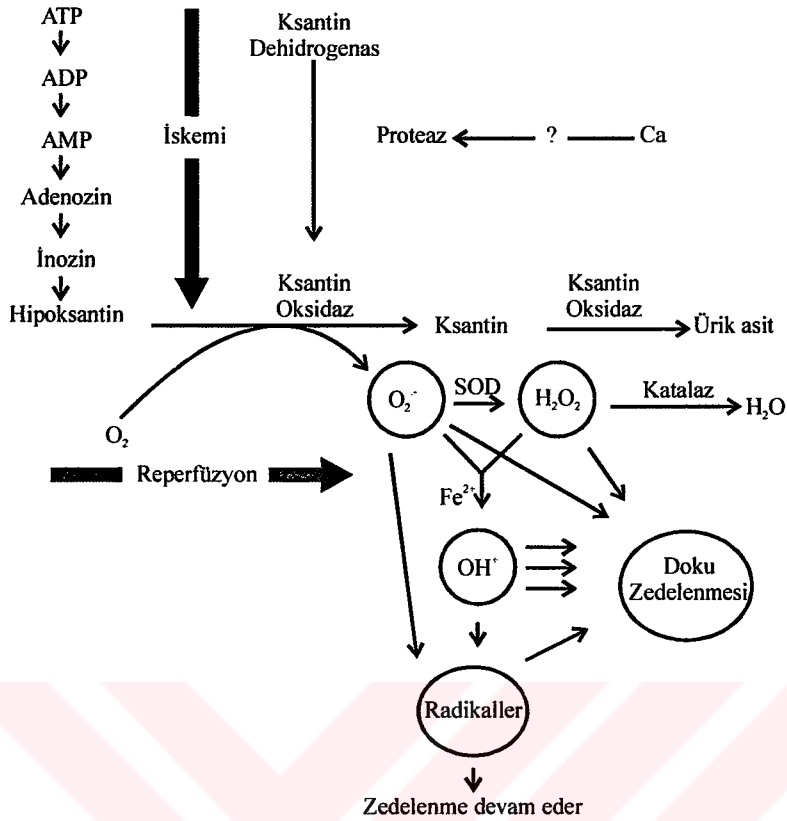 ATP
ADP
AMP
Adenozin
İnozin
Hipoksantin
İskemi
Ksantin
Dehidrogenas
Proteaz
?
Ca
Ksantin
Oksidaz
Ksantin
Ksantin
Oksidaz
Ürik asit
O₂
O₂⁻
SOD
H₂O₂
Katalaz
H₂O
Reperfüzyon
Fe²⁺
OH⁺
Doku
Zedelenmesi
Radikaller
Zedelenme devam eder